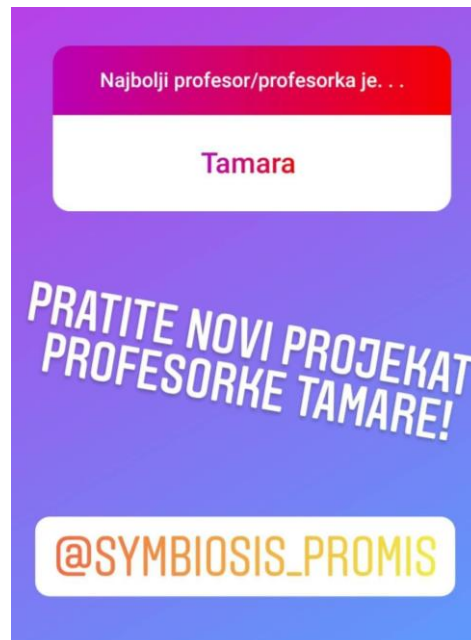 Najbolji profesor/profesorka je. . .
Tamara
PRATITE NOVI PROJEKAT
PROFESORKE TAMARE!
@SYMBIOSIS_PROMIS